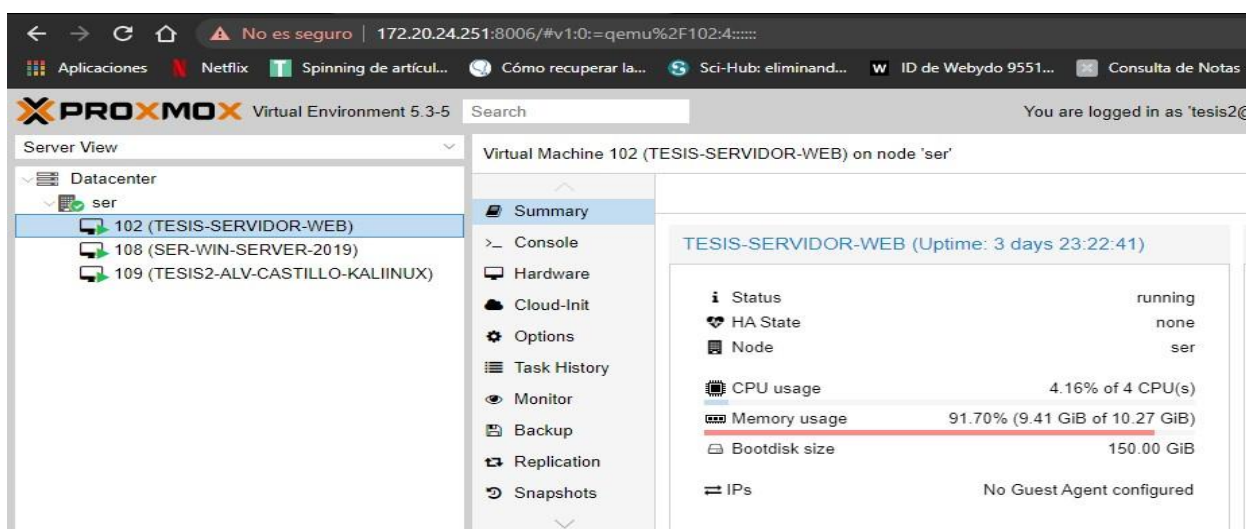 No es seguro | 172.20.24.251:8006/#v1:0:=qemu%2F102:4::::::
Aplicaciones Netflix Spinning de artícul... Cómo recuperar la... Sci-Hub: eliminand... ID de Webydo 9551... Consulta de Notas
PROXMOX Virtual Environment 5.3-5 Search You are logged in as 'tesis2@
Server View
Datacenter
ser
102 (TESIS-SERVIDOR-WEB)
108 (SER-WIN-SERVER-2019)
109 (TESIS2-ALV-CASTILLO-KALIINUX)
Virtual Machine 102 (TESIS-SERVIDOR-WEB) on node 'ser'
Summary
Console
Hardware
Cloud-Init
Options
Task History
Monitor
Backup
Replication
Snapshots
TESIS-SERVIDOR-WEB (Uptime: 3 days 23:22:41)
Status running
HA State none
Node ser
CPU usage 4.16% of 4 CPU(s)
Memory usage 91.70% (9.41 GiB of 10.27 GiB)
Bootdisk size 150.00 GiB
IPs No Guest Agent configured